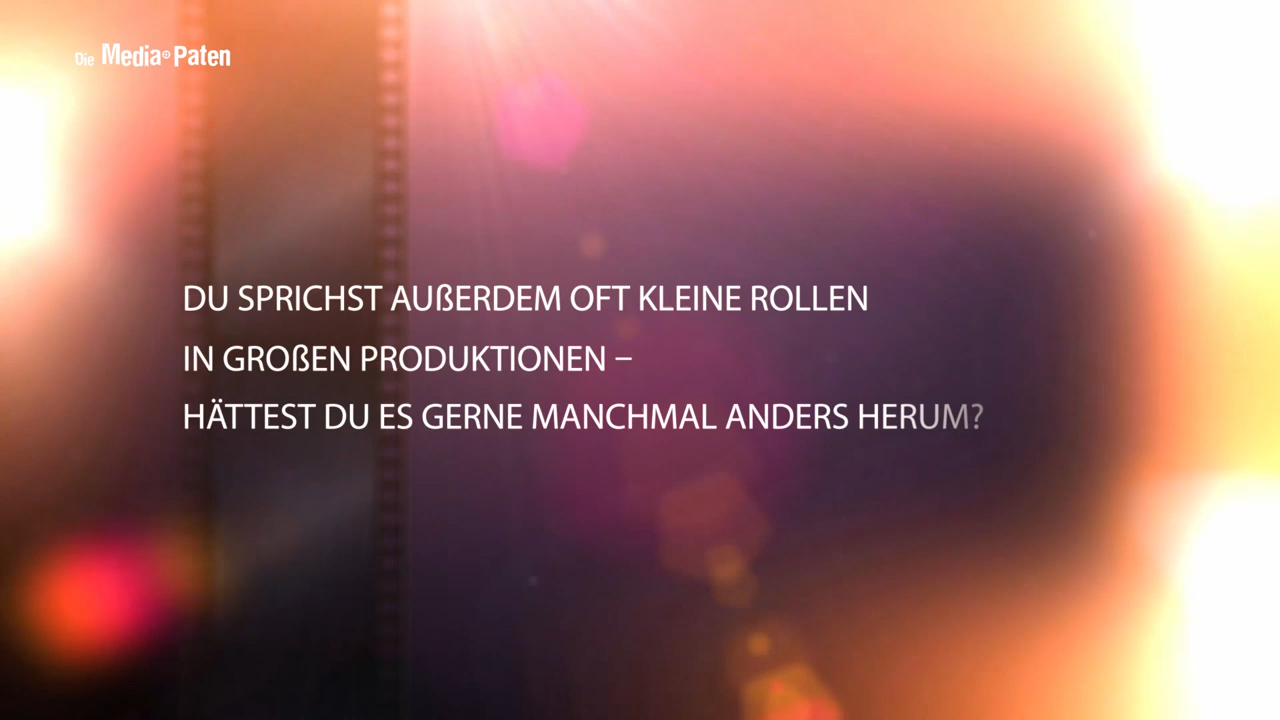 Die Media Paten
DU SPRICHST AUßERDEM OFT KLEINE ROLLEN
IN GROßEN PRODUKTIONEN –
HÄTTEST DU ES GERNE MANCHMAL ANDERS HERUM?